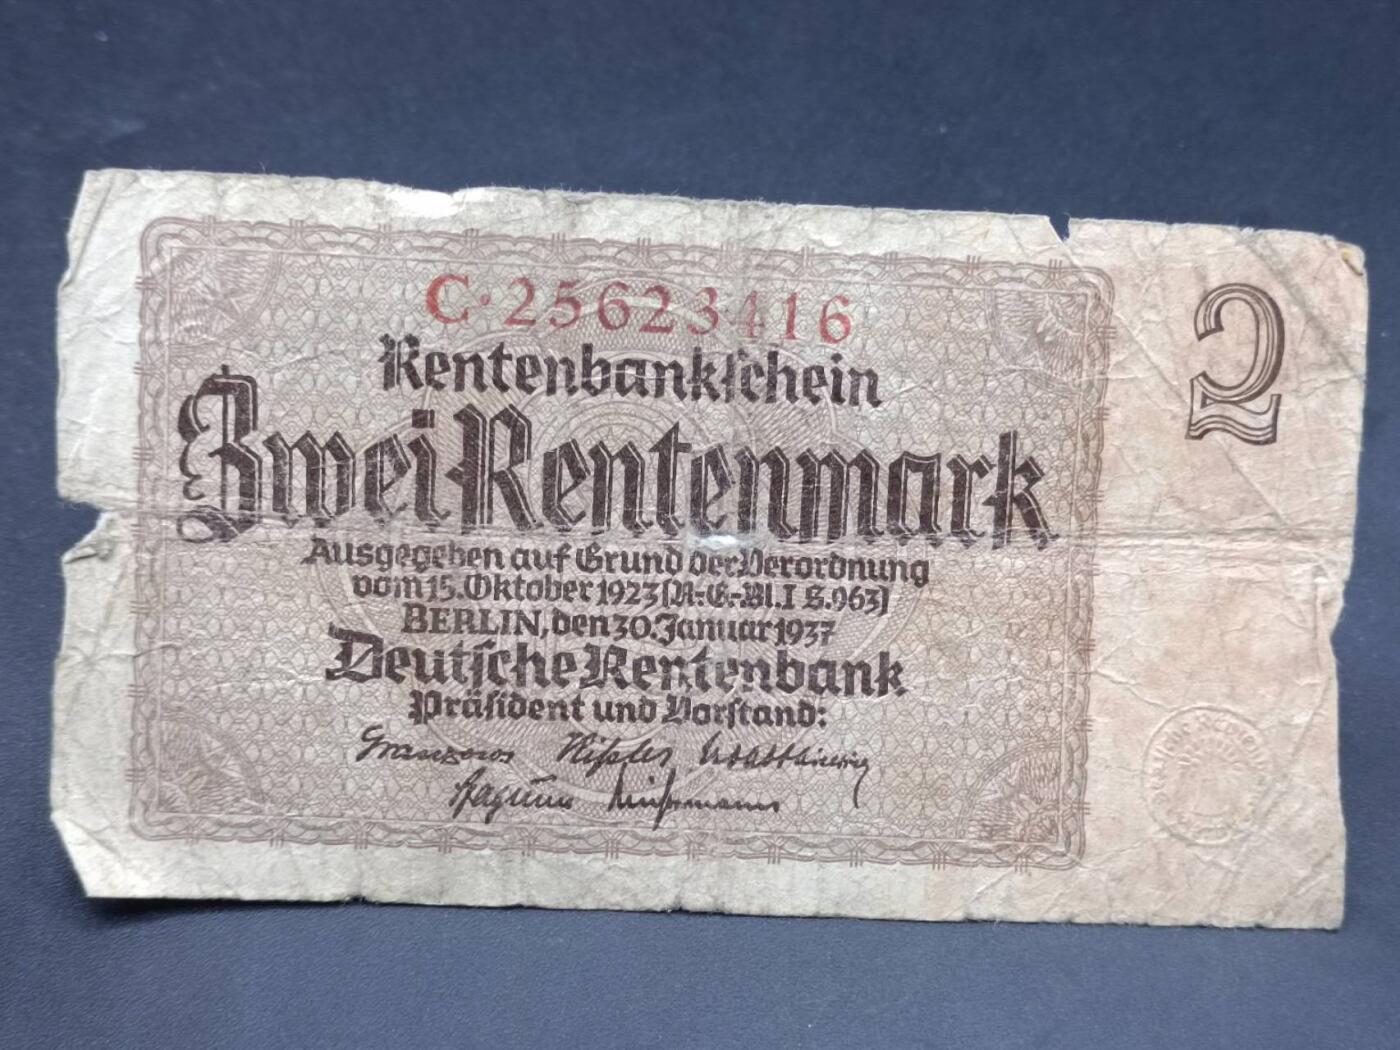 C·25623416
2
Rentenbankschein
Zwei Rentenmark
Ausgegeben auf Grund der Verordnung
vom 15. Oktober 1923 (R.-G.-Bl. I S. 963)
BERLIN, den 30. Januar 1937
Deutsche Rentenbank
Präsident und Vorstand: